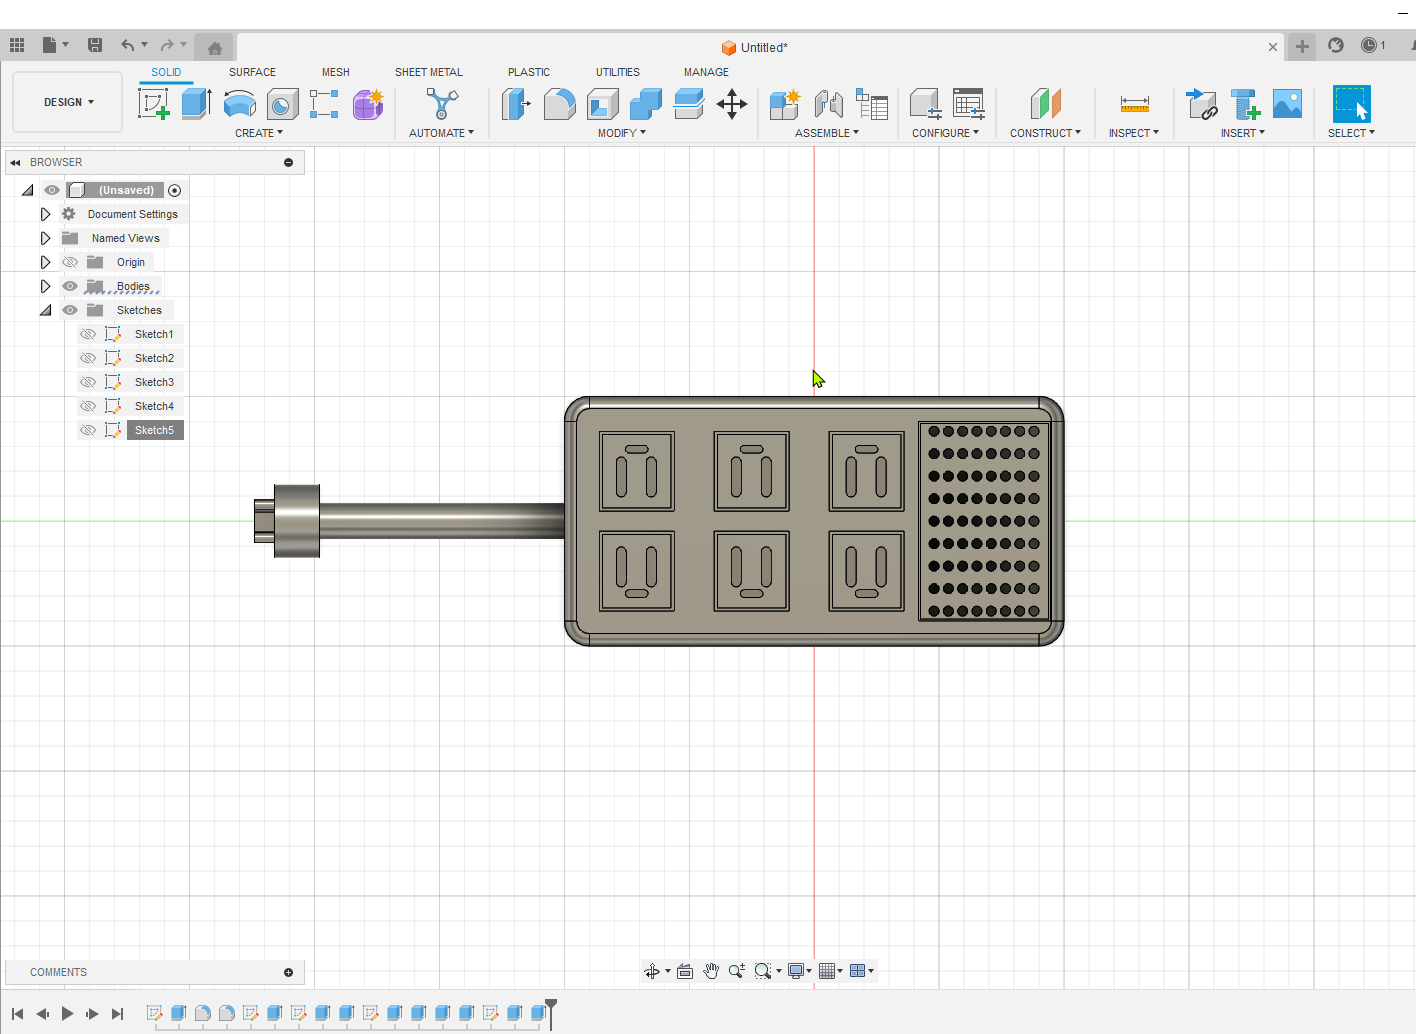 Untitled*
1
DESIGN
SOLID SURFACE MESH SHEET METAL PLASTIC UTILITIES MANAGE
CREATE AUTOMATE MODIFY ASSEMBLE CONFIGURE CONSTRUCT INSPECT INSERT SELECT
BROWSER
(Unsaved)
Document Settings
Named Views
Origin
Bodies
Sketches
Sketch1
Sketch2
Sketch3
Sketch4
Sketch5
COMMENTS